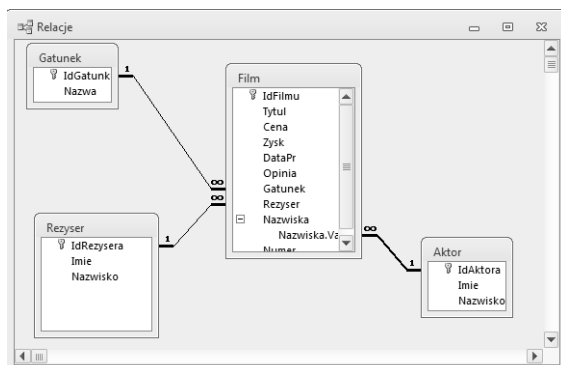 Relacje
Gatunek
1
IdGatunk
Nazwa
Film
IdFilmu
Tytul
Cena
Zysk
DataPr
Opinia
Gatunek
Rezyser
Nazwiska
Nazwiska.Va
Numer
∞
∞
∞
Rezyser
1
IdRezysera
Imie
Nazwisko
Aktor
1
IdAktora
Imie
Nazwisko